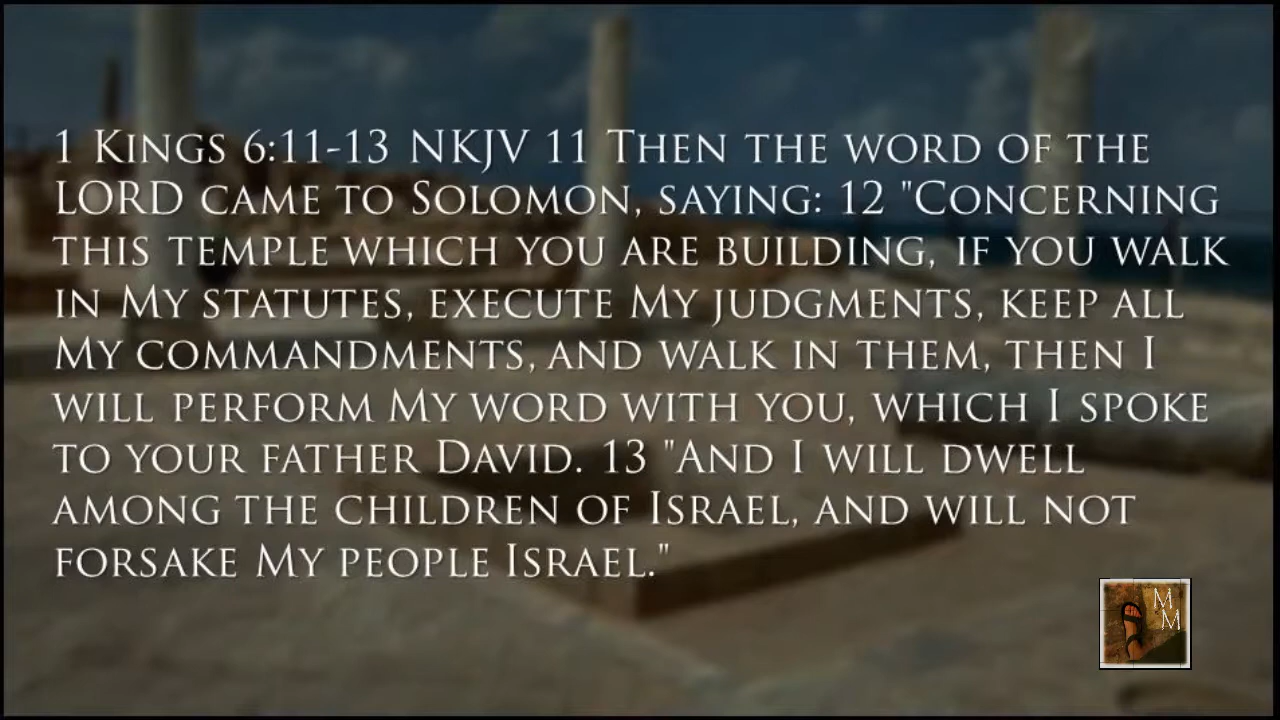 1 Kings 6:11-13 NKJV 11 Then the word of the
LORD came to Solomon, saying: 12 "Concerning
this temple which you are building, if you walk
in My statutes, execute My judgments, keep all
My commandments, and walk in them, then I
will perform My word with you, which I spoke
to your father David. 13 "And I will dwell
among the children of Israel, and will not
forsake My people Israel."
M
M